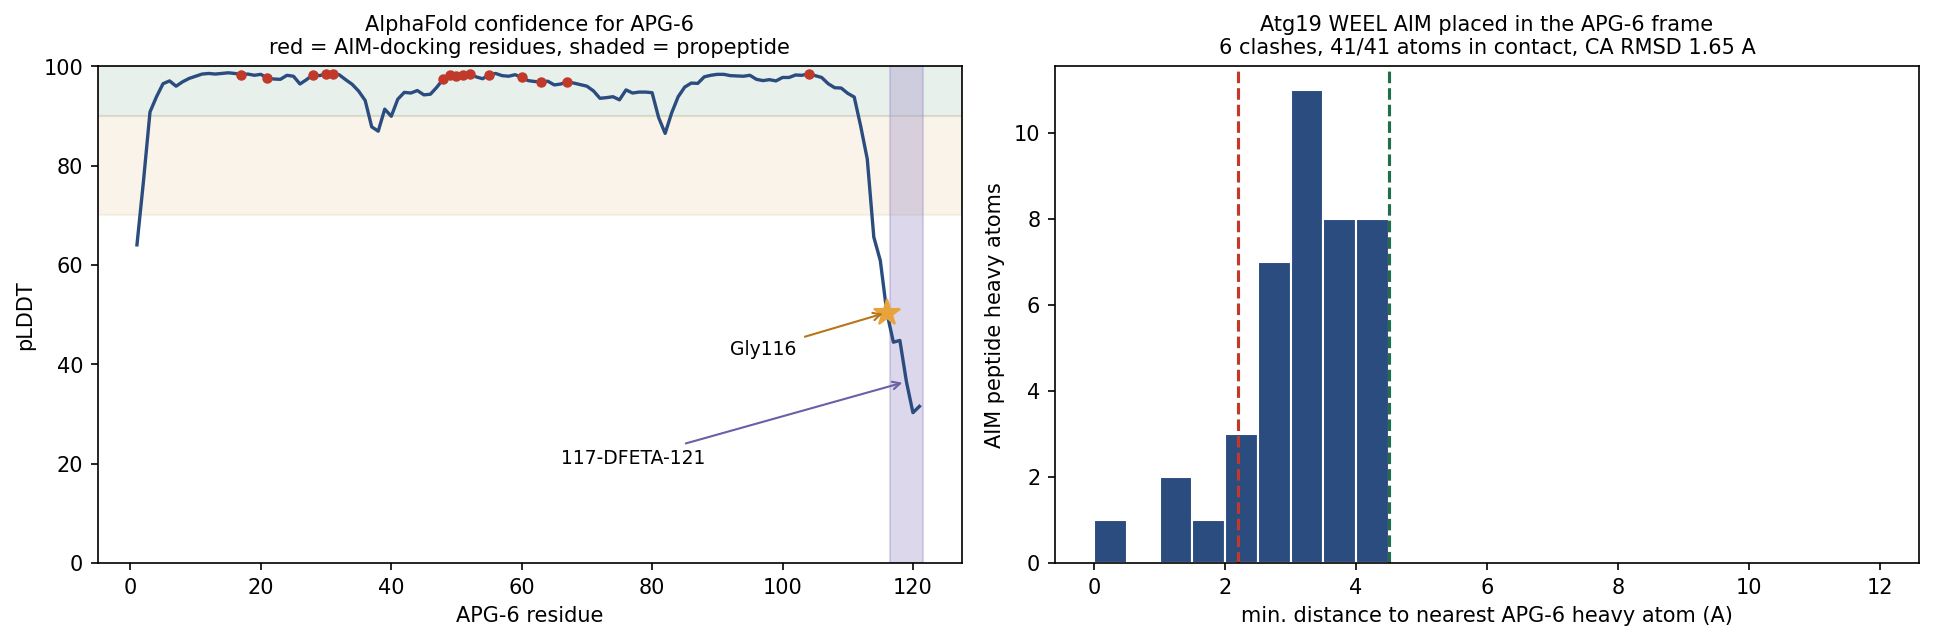 AlphaFold confidence for APG-6
red = AIM-docking residues, shaded = propeptide
pLDDT
100
80
60
40
20
0
Gly116
117-DFETA-121
0 20 40 60 80 100 120
APG-6 residue
Atg19 WEEL AIM placed in the APG-6 frame
6 clashes, 41/41 atoms in contact, CA RMSD 1.65 A
AIM peptide heavy atoms
10
8
6
4
2
0
0 2 4 6 8 10 12
min. distance to nearest APG-6 heavy atom (A)